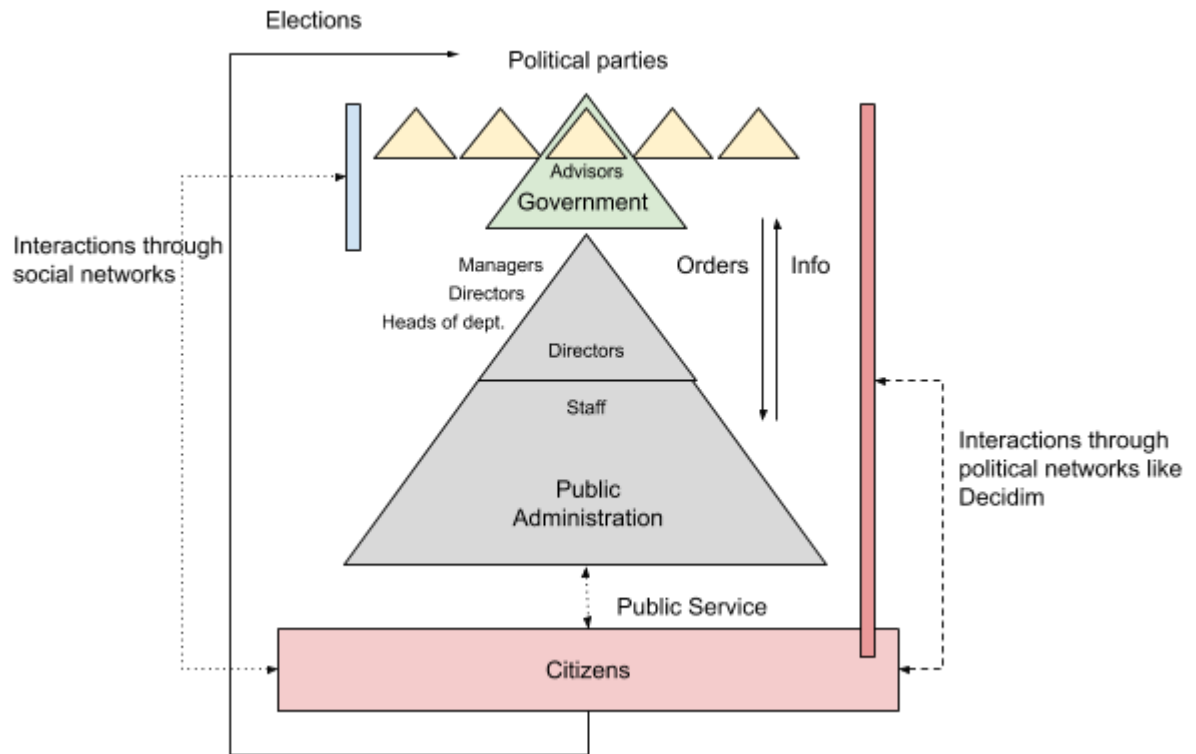 Elections
Political parties
Advisors
Government
Interactions through
social networks
Managers
Directors
Heads of dept.
Orders
Info
Directors
Staff
Public
Administration
Interactions through
political networks like
Decidim
Public Service
Citizens